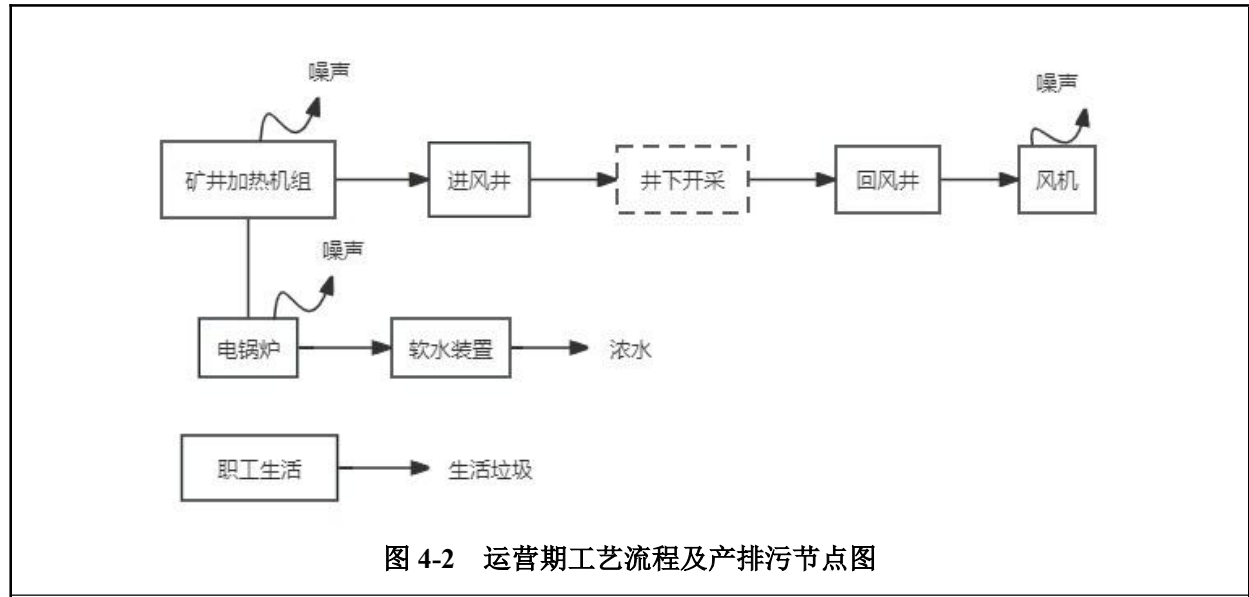 噪声
噪声
矿井加热机组
进风井
井下开采
回风井
风机
噪声
电锅炉
软水装置
浓水
职工生活
生活垃圾
图 4-2 运营期工艺流程及产排污节点图